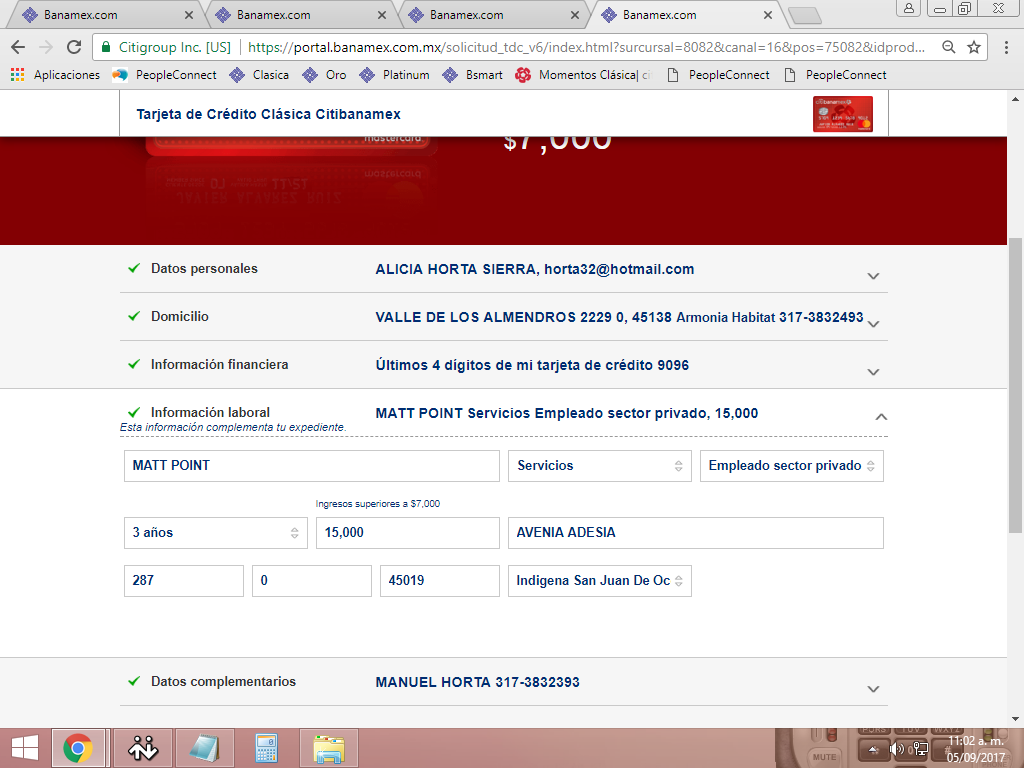 Banamex.com
Banamex.com
Banamex.com
Banamex.com
Citigroup Inc. [US] https://portal.banamex.com.mx/solicitud_tdc_v6/index.html?surcursal=8082&canal=16&pos=75082&idprod...
Aplicaciones PeopleConnect Clasica Oro Platinum Bsmart Momentos Clásica| ci PeopleConnect PeopleConnect
Tarjeta de Crédito Clásica Citibanamex
mastercard
$7,000
Datos personales ALICIA HORTA SIERRA, horta32@hotmail.com
Domicilio VALLE DE LOS ALMENDROS 2229 0, 45138 Armonia Habitat 317-3832493
Información financiera Últimos 4 dígitos de mi tarjeta de crédito 9096
Información laboral MATT POINT Servicios Empleado sector privado, 15,000
Esta información complementa tu expediente.
MATT POINT Servicios Empleado sector privado
Ingresos superiores a $7,000
3 años 15,000 AVENIA ADESIA
287 0 45019 Indigena San Juan De Oc
Datos complementarios MANUEL HORTA 317-3832393
MUTE
11:02 a. m.
05/09/2017